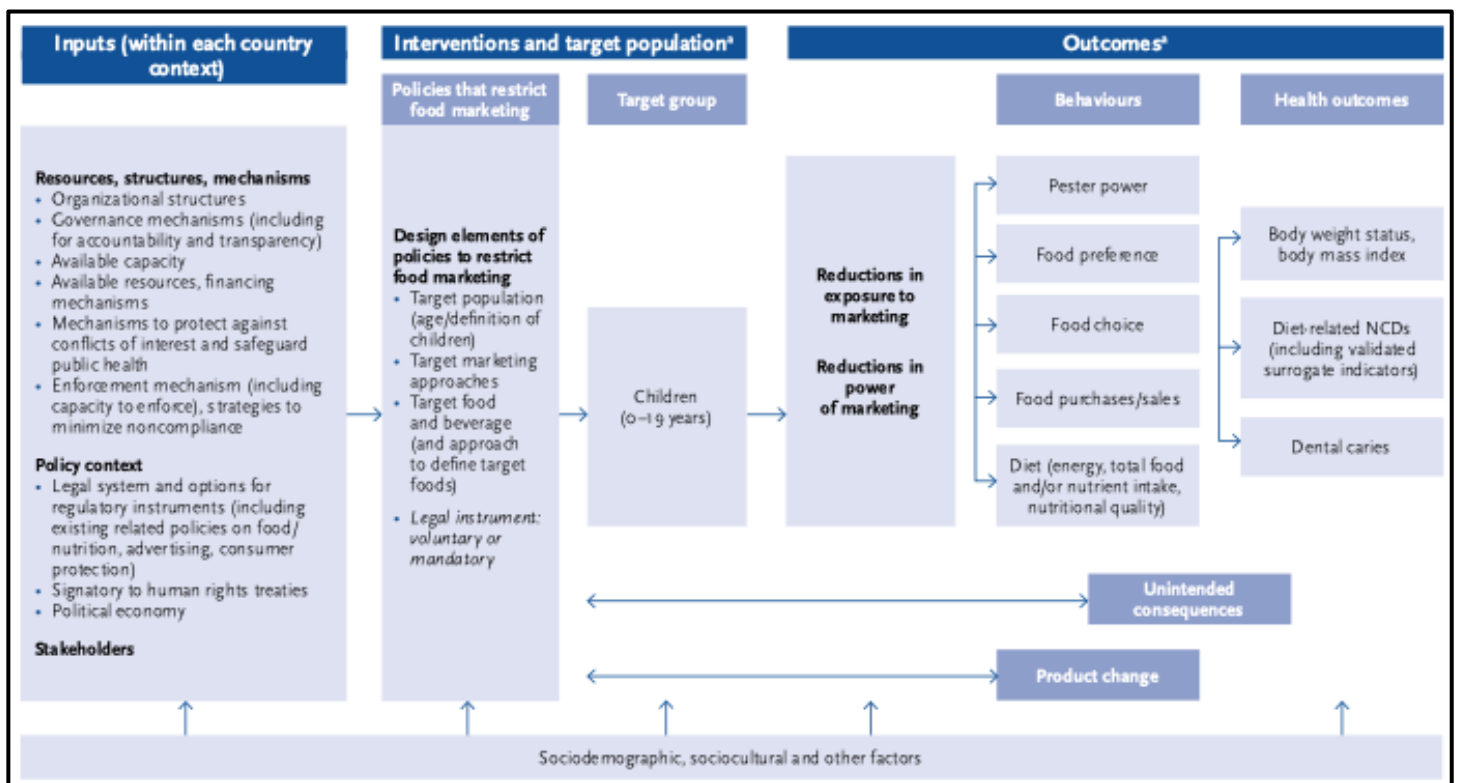 Inputs (within each country
context)
Interventions and target populationª
Outcomesª
Policies that restrict
food marketing
Target group
Behaviours
Health outcomes
Resources, structures, mechanisms
• Organizational structures
• Governance mechanisms (including
for accountability and transparency)
• Available capacity
• Available resources, financing
mechanisms
• Mechanisms to protect against
conflicts of interest and safeguard
public health
• Enforcement mechanism (including
capacity to enforce), strategies to
minimize noncompliance
Policy context
• Legal system and options for
regulatory instruments (including
existing related policies on food/
nutrition, advertising, consumer
protection)
• Signatory to human rights treaties
• Political economy
Stakeholders
Design elements of
policies to restrict
food marketing
• Target population
(age/definition of
children)
• Target marketing
approaches
• Target food
and beverage
(and approach
to define target
foods)
• Legal instrument:
voluntary or
mandatory
Children
(0–19 years)
Reductions in
exposure to
marketing
Reductions in
power
of marketing
Pester power
Food preference
Food choice
Food purchases/sales
Diet (energy, total food
and/or nutrient intake,
nutritional quality)
Body weight status,
body mass index
Diet-related NCDs
(including validated
surrogate indicators)
Dental caries
Unintended
consequences
Product change
Sociodemographic, sociocultural and other factors